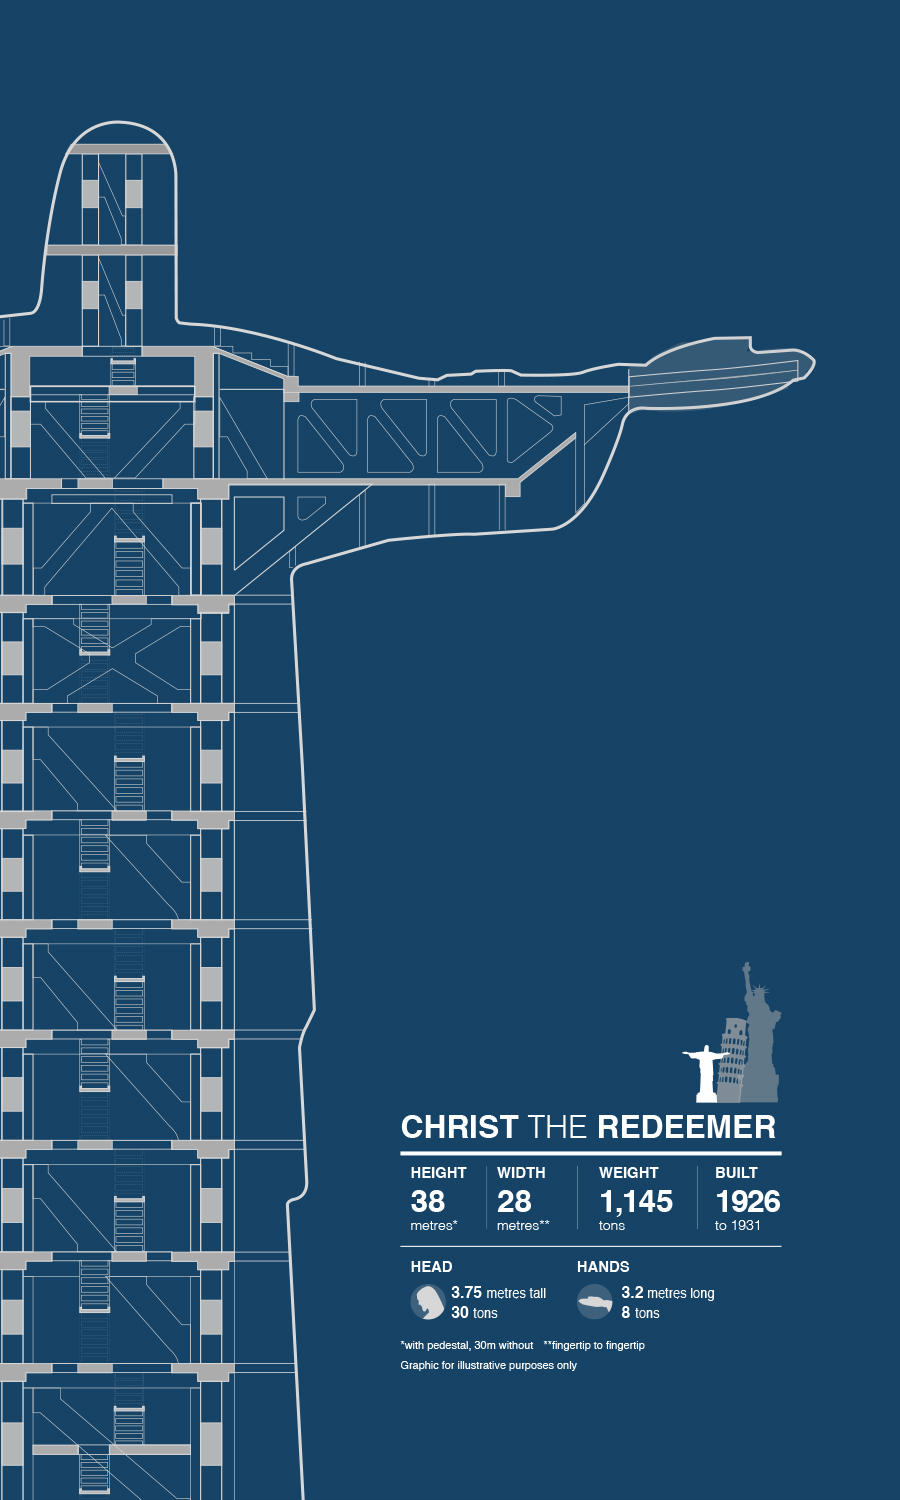 CHRIST THE REDEEMER
HEIGHT WIDTH WEIGHT BUILT
38 28 1,145 1926
metres* metres** tons to 1931
HEAD HANDS
3.75 metres tall 3.2 metres long
30 tons 8 tons
*with pedestal, 30m without **fingertip to fingertip
Graphic for illustrative purposes only